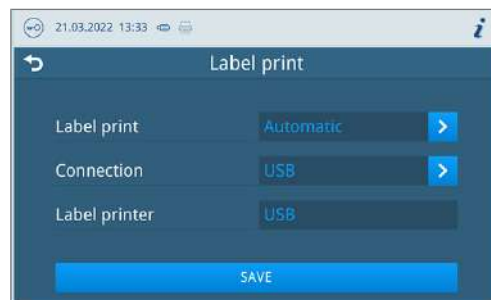 21.03.2022 13:33
Label print
Label print Automatic
Connection USB
Label printer USB
SAVE